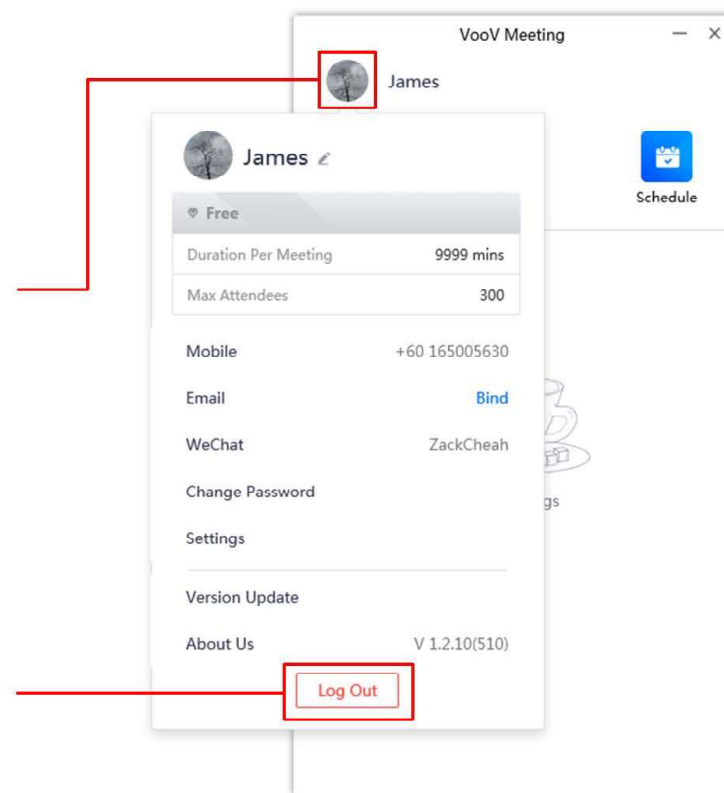 VooV Meeting
James
James
Schedule
Free
Duration Per Meeting 9999 mins
Max Attendees 300
Mobile +60 165005630
Email Bind
WeChat ZackCheah
Change Password
gs
Settings
Version Update
About Us V 1.2.10(510)
Log Out